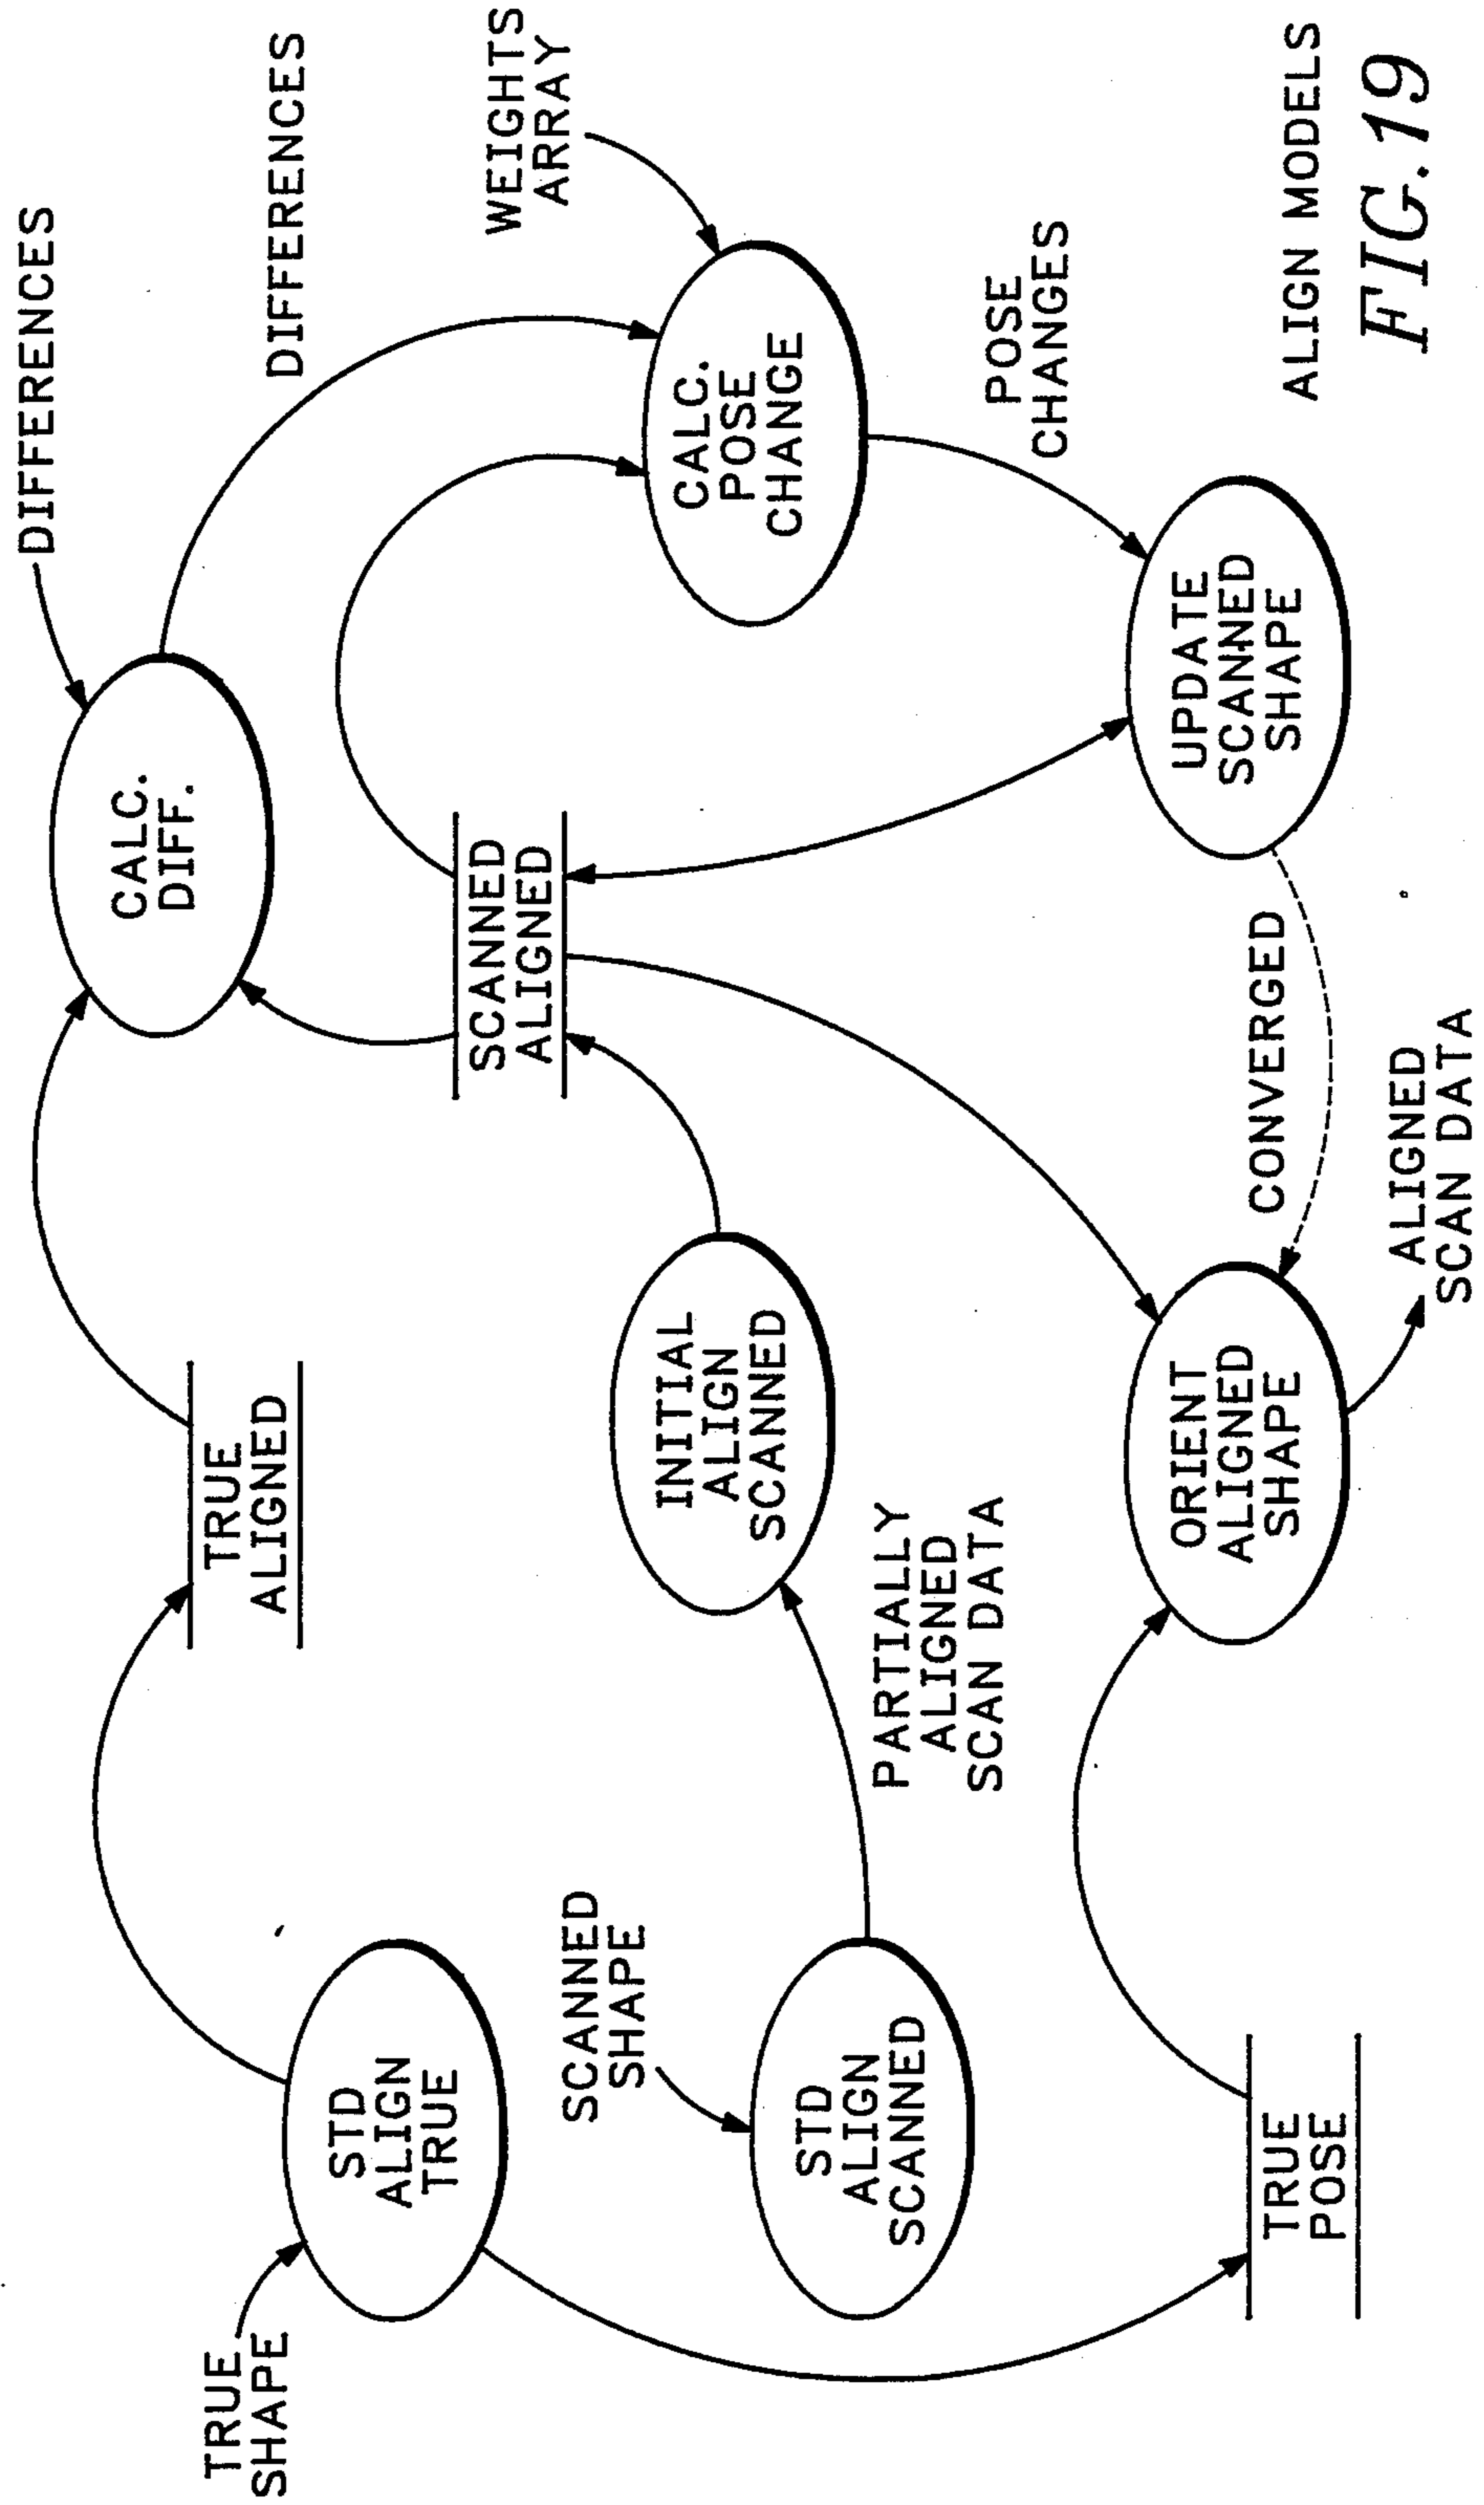 DIFFERENCES
DIFFERENCES
CALC.
DIFF.
TRUE
ALIGNED
TRUE
SHAPE
STD
ALIGN
TRUE
WEIGHTS
ARRAY
SCANNED
ALIGNED
SCANNED
SHAPE
CALC.
POSE
CHANGE
INITIAL
ALIGN
SCANNED
STD
ALIGN
SCANNED
PARTIALLY
ALIGNED
SCAN DATA
POSE
CHANGES
UPDATE
SCANNED
SHAPE
ORIENT
ALIGNED
SHAPE
TRUE
POSE
CONVERGED
ALIGNED
SCAN DATA
ALIGN MODELS
FIG.19